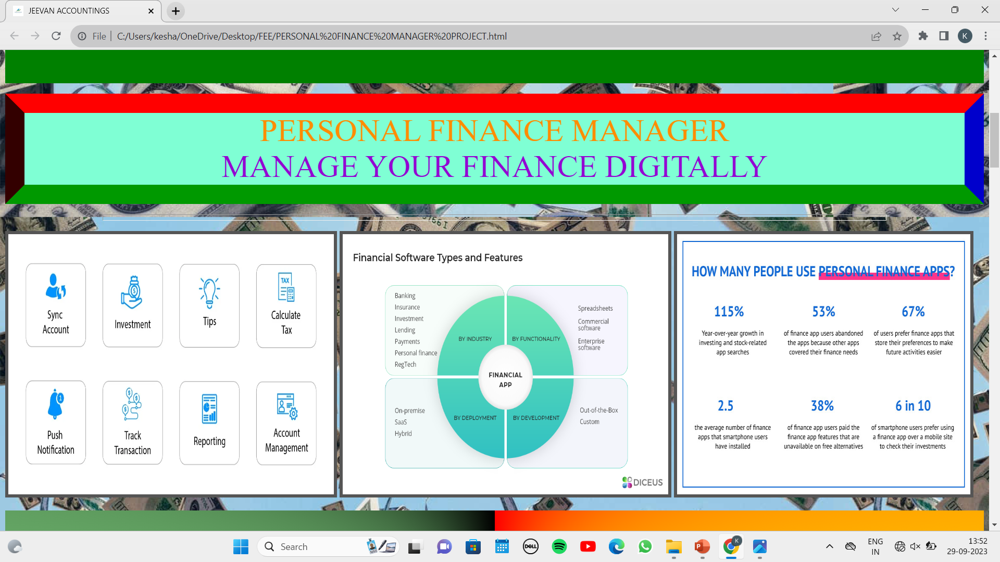 JEEVAN ACCOUNTINGS
File
C:/Users/kesha/OneDrive/Desktop/FEE/PERSONAL%20FINANCE%20MANAGER%20PROJECT.html
K
PERSONAL FINANCE MANAGER
MANAGE YOUR FINANCE DIGITALLY
Sync
Account
Investment
Tips
TAX
Calculate
Tax
1
Push
Notification
Track
Transaction
Reporting
Account
Management
Financial Software Types and Features
Banking
Insurance
Investment
Lending
Payments
Personal finance
RegTech
BY INDUSTRY
BY FUNCTIONALITY
Spreadsheets
Commercial
software
Enterprise
software
FINANCIAL
APP
On-premise
SaaS
Hybrid
BY DEPLOYMENT
BY DEVELOPMENT
Out-of-the-Box
Custom
DICEUS
HOW MANY PEOPLE USE PERSONAL FINANCE APPS?
115%
Year-over-year growth in
investing and stock-related
app searches
53%
of finance app users abandoned
the apps because other apps
covered their finance needs
67%
of users prefer finance apps that
store their preferences to make
future activities easier
2.5
the average number of finance
apps that smartphone users
have installed
38%
of finance app users paid the
finance app features that are
unavailable on free alternatives
6 in 10
of smartphone users prefer using
a finance app over a mobile site
to check their investments
Search
DELL
P
K
ENG
IN
13:52
29-09-2023